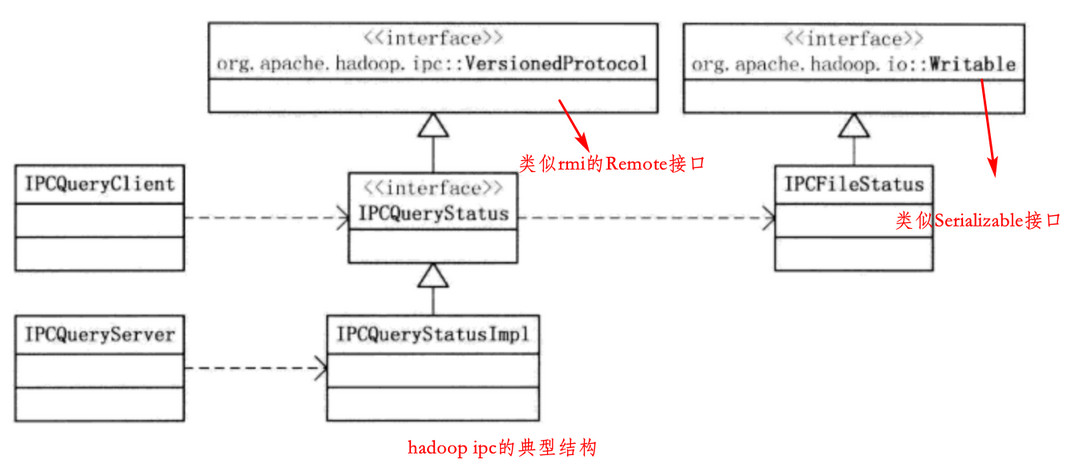 <<interface>>
org.apache.hadoop.ipc::VersionedProtocol
<<interface>>
org.apache.hadoop.io::Writable
类似rmi的Remote接口
IPCQueryClient
<<interface>>
IPCQueryStatus
IPCFileStatus
类似Serializable接口
IPCQueryServer
IPCQueryStatusImpl
hadoop ipc的典型结构